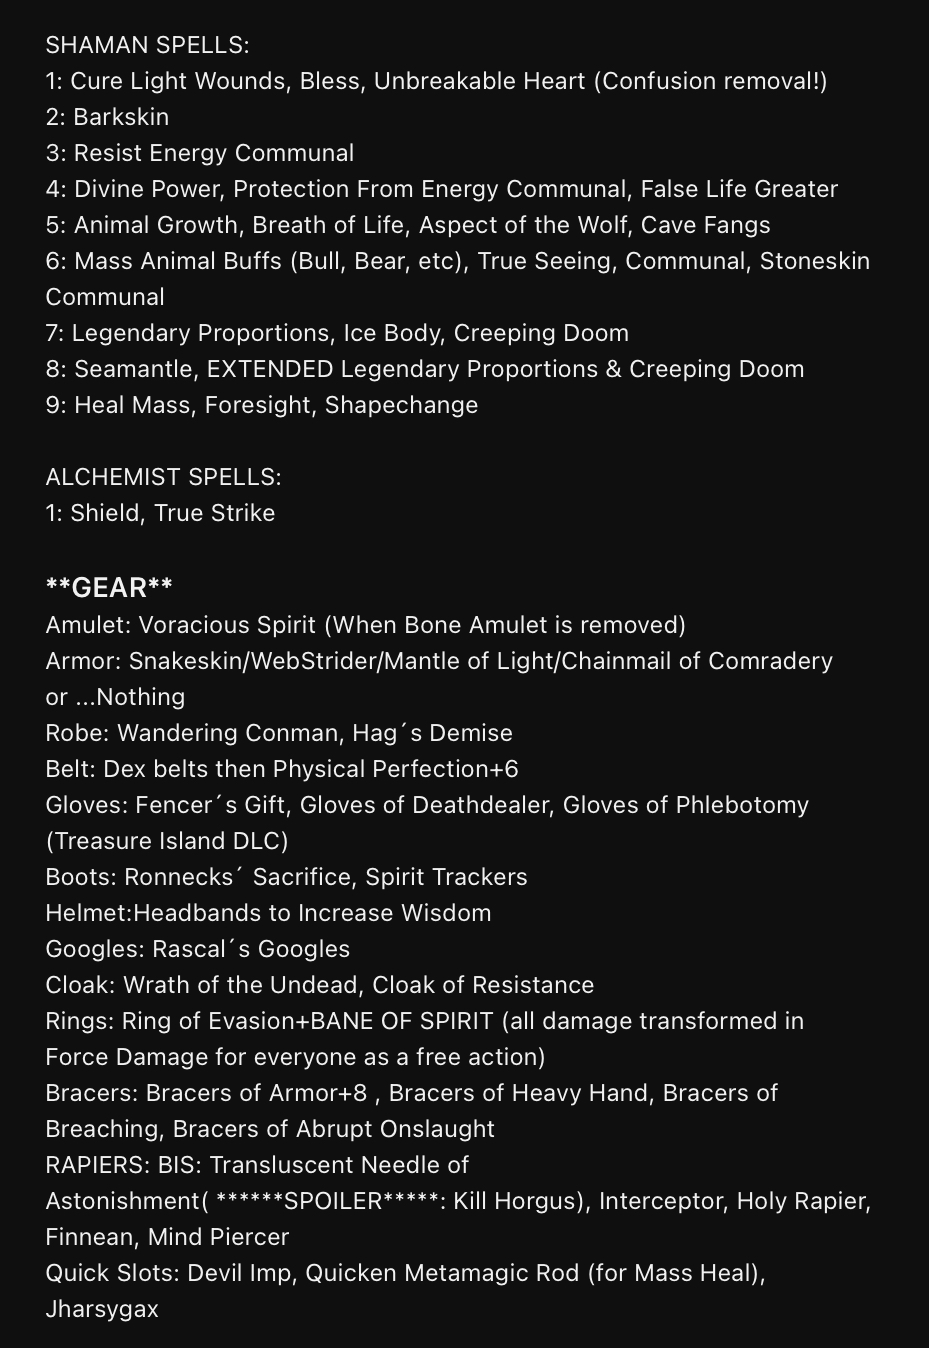 SHAMAN SPELLS:
1: Cure Light Wounds, Bless, Unbreakable Heart (Confusion removal!)
2: Barkskin
3: Resist Energy Communal
4: Divine Power, Protection From Energy Communal, False Life Greater
5: Animal Growth, Breath of Life, Aspect of the Wolf, Cave Fangs
6: Mass Animal Buffs (Bull, Bear, etc), True Seeing, Communal, Stoneskin
Communal
7: Legendary Proportions, Ice Body, Creeping Doom
8: Seamantle, EXTENDED Legendary Proportions & Creeping Doom
9: Heal Mass, Foresight, Shapechange
ALCHEMIST SPELLS:
1: Shield, True Strike
**GEAR**
Amulet: Voracious Spirit (When Bone Amulet is removed)
Armor: Snakeskin/WebStrider/Mantle of Light/Chainmail of Comradery
or ...Nothing
Robe: Wandering Conman, Hag´s Demise
Belt: Dex belts then Physical Perfection+6
Gloves: Fencer´s Gift, Gloves of Deathdealer, Gloves of Phlebotomy
(Treasure Island DLC)
Boots: Ronnecks´ Sacrifice, Spirit Trackers
Helmet:Headbands to Increase Wisdom
Googles: Rascal´s Googles
Cloak: Wrath of the Undead, Cloak of Resistance
Rings: Ring of Evasion+BANE OF SPIRIT (all damage transformed in
Force Damage for everyone as a free action)
Bracers: Bracers of Armor+8 , Bracers of Heavy Hand, Bracers of
Breaching, Bracers of Abrupt Onslaught
RAPIERS: BIS: Transluscent Needle of
Astonishment( ******SPOILER*****: Kill Horgus), Interceptor, Holy Rapier,
Finnean, Mind Piercer
Quick Slots: Devil Imp, Quicken Metamagic Rod (for Mass Heal),
Jharsygax